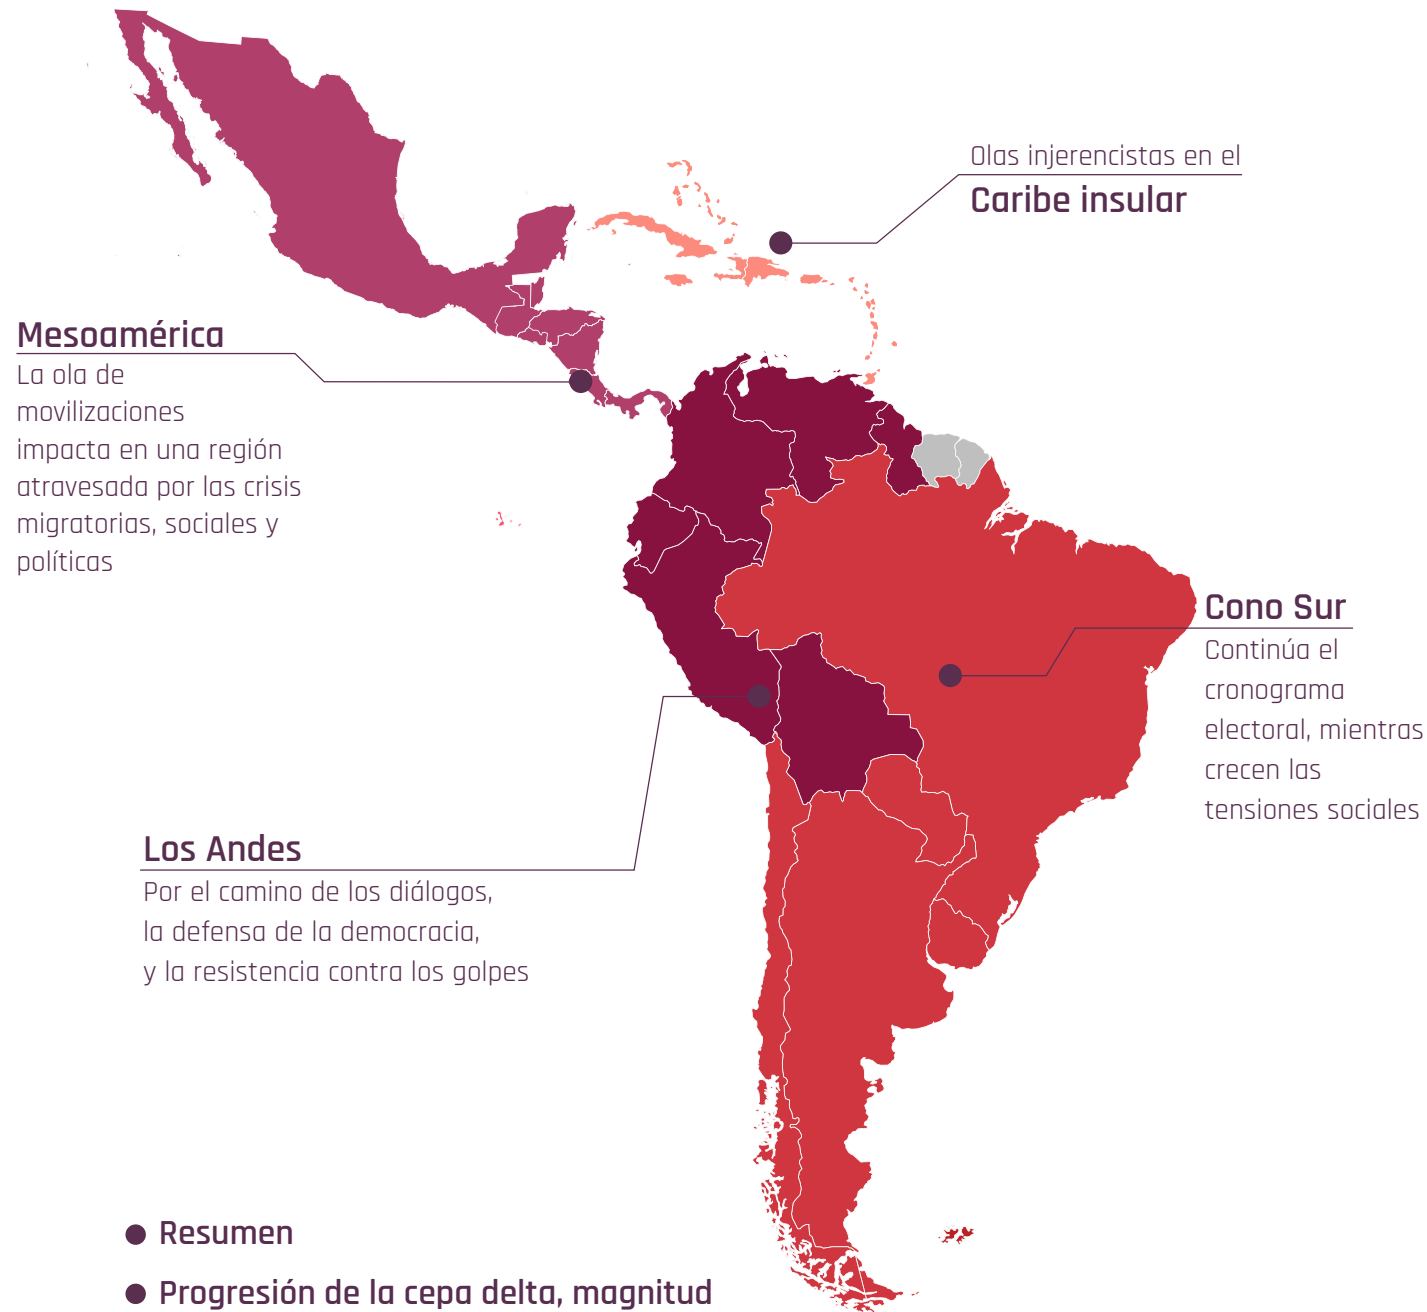 Olas injerencistas en el
Caribe insular
Mesoamérica
La ola de
movilizaciones
impacta en una región
atravesada por las crisis
migratorias, sociales y
políticas
Cono Sur
Continúa el
cronograma
electoral, mientras
crecen las
tensiones sociales
Los Andes
Por el camino de los diálogos,
la defensa de la democracia,
y la resistencia contra los golpes
Resumen
Progresión de la cepa delta, magnitud